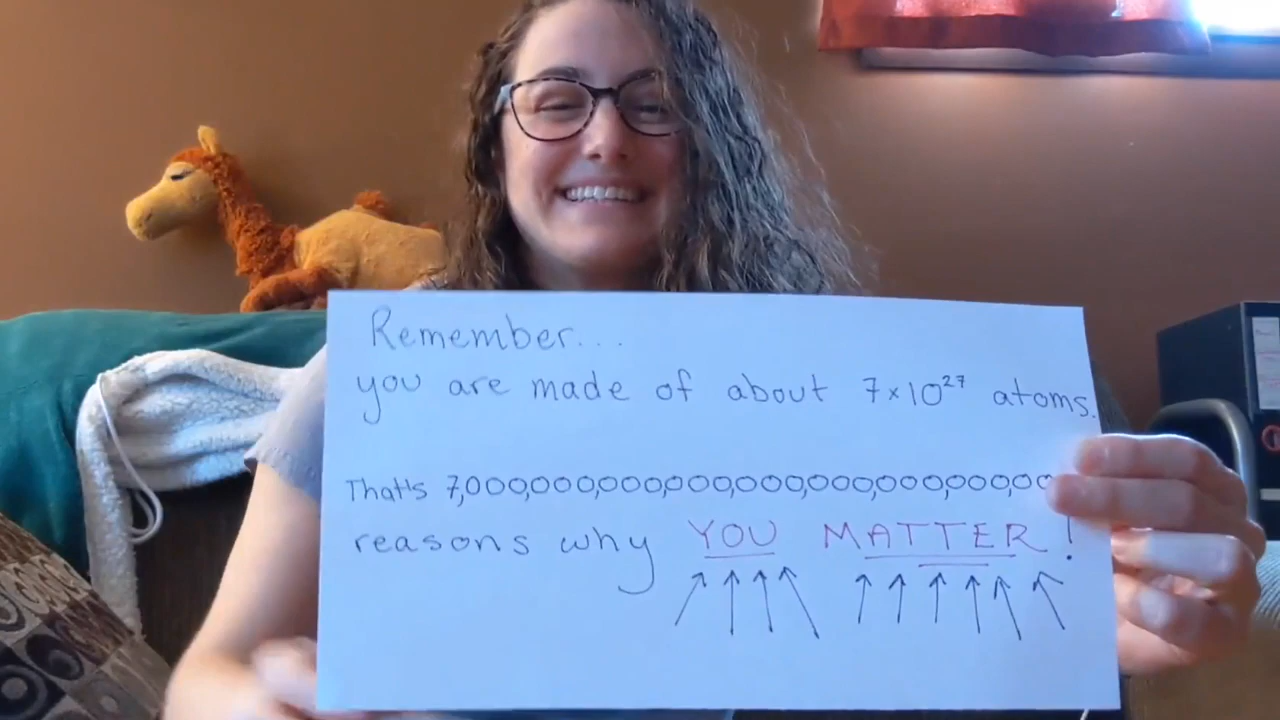 Remember...
you are made of about 7×10²⁷ atoms.
That's 7,000,000,000,000,000,000,000,000,00
reasons why YOU MATTER!